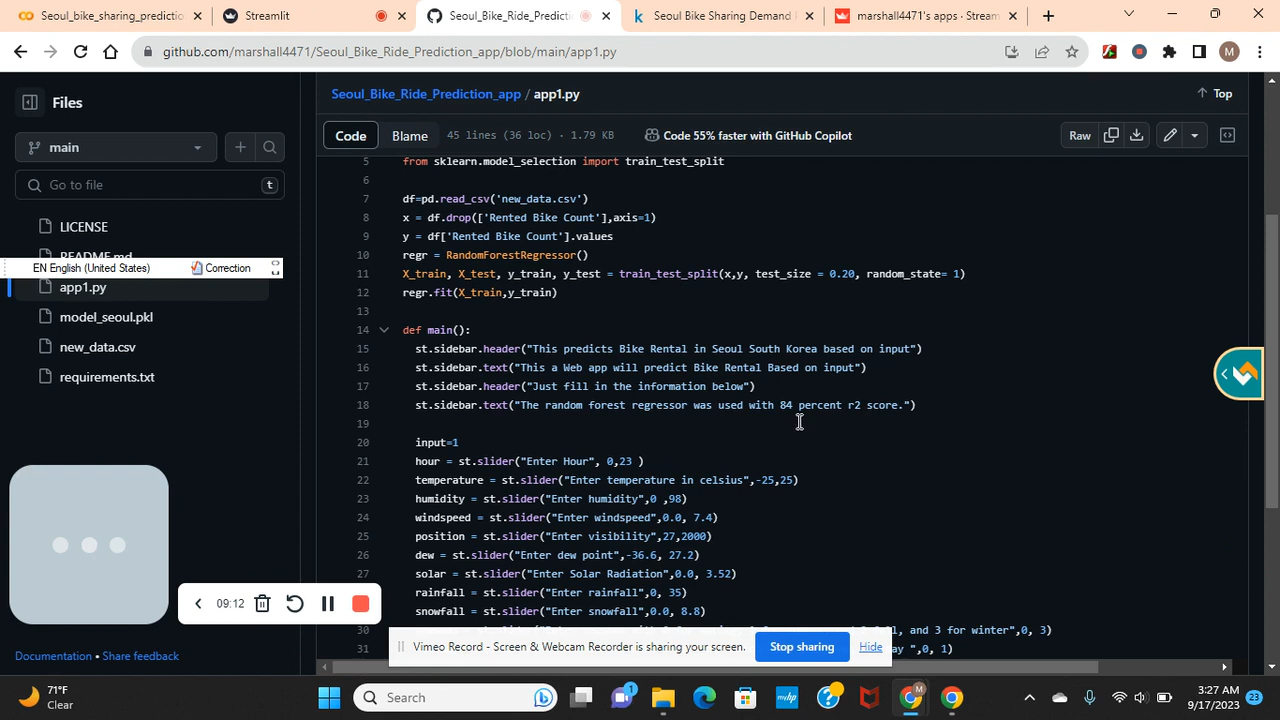 Seoul_bike_sharing_predictio
Streamlit
Seoul_Bike_Ride_Predicti
Seoul Bike Sharing Demand
marshall4471's apps · Stream
github.com/marshall4471/Seoul_Bike_Ride_Prediction_app/blob/main/app1.py
M
Files
main
Go to file
t
LICENSE
README.md
EN English (United States)
Correction
app1.py
model_seoul.pkl
new_data.csv
requirements.txt
Documentation • Share feedback
Seoul_Bike_Ride_Prediction_app / app1.py
Top
Code
Blame
45 lines (36 loc) · 1.79 KB
Code 55% faster with GitHub Copilot
Raw
5 from sklearn.model_selection import train_test_split
6
7 df=pd.read_csv('new_data.csv')
8 x = df.drop(['Rented Bike Count'],axis=1)
9 y = df['Rented Bike Count'].values
10 regr = RandomForestRegressor()
11 X_train, X_test, y_train, y_test = train_test_split(x,y, test_size = 0.20, random_state= 1)
12 regr.fit(X_train,y_train)
13
14 def main():
15 st.sidebar.header("This predicts Bike Rental in Seoul South Korea based on input")
16 st.sidebar.text("This a Web app will predict Bike Rental Based on input")
17 st.sidebar.header("Just fill in the information below")
18 st.sidebar.text("The random forest regressor was used with 84 percent r2 score.")
19
20 input=1
21 hour = st.slider("Enter Hour", 0,23 )
22 temperature = st.slider("Enter temperature in celsius",-25,25)
23 humidity = st.slider("Enter humidity",0 ,98)
24 windspeed = st.slider("Enter windspeed",0.0, 7.4)
25 position = st.slider("Enter visibility",27,2000)
26 dew = st.slider("Enter dew point",-36.6, 27.2)
27 solar = st.slider("Enter Solar Radiation",0.0, 3.52)
28 rainfall = st.slider("Enter rainfall",0, 35)
29 snowfall = st.slider("Enter snowfall",0.0, 8.8)
30 , and 3 for winter",0, 3)
31 ay ",0, 1)
09:12
Vimeo Record - Screen & Webcam Recorder is sharing your screen.
Stop sharing
Hide
71°F
Clear
Search
1
M
3:27 AM
9/17/2023
23